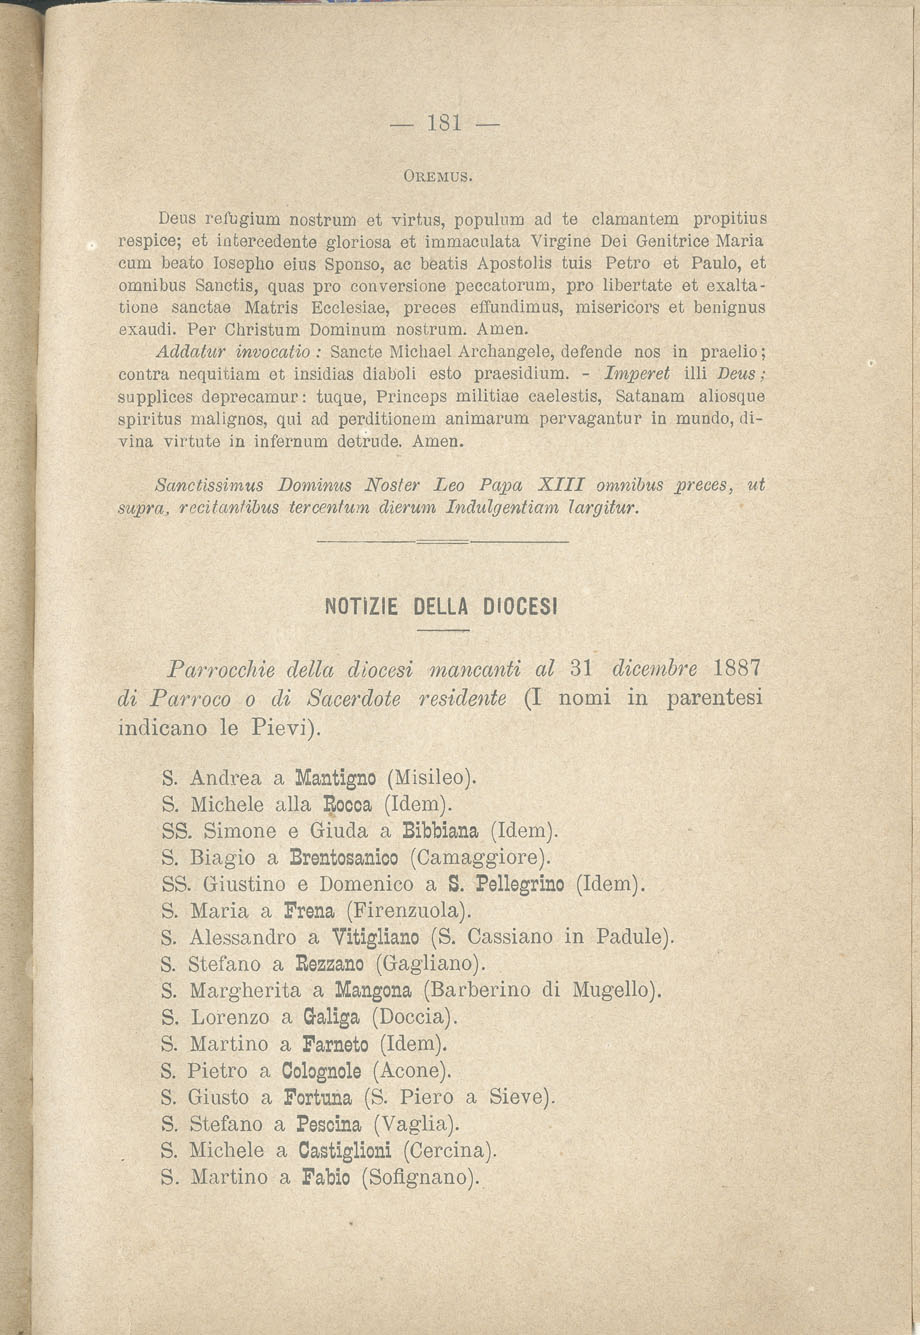 — 181 —
OREMUS.
Deus refugium nostrum et virtus, populum ad te clamantem propitius
respice; et intercedente gloriosa et immaculata Virgine Dei Genitrice Maria
cum beato Iosepho eius Sponso, ac beatis Apostolis tuis Petro et Paulo, et
omnibus Sanctis, quas pro conversione peccatorum, pro libertate et exalta-
tione sanctae Matris Ecclesiae, preces effundimus, misericors et benignus
exaudi. Per Christum Dominum nostrum. Amen.
Addatur invocatio : Sancte Michael Archangele, defende nos in praelio;
contra nequitiam et insidias diaboli esto praesidium. - Imperet illi Deus ;
supplices deprecamur: tuque, Princeps militiae caelestis, Satanam aliosque
spiritus malignos, qui ad perditionem animarum pervagantur in mundo, di-
vina virtute in infernum detrude. Amen.
Sanctissimus Dominus Noster Leo Papa XIII omnibus preces, ut
supra, recitantibus tercentum dierum Indulgentiam largitur.
NOTIZIE DELLA DIOCESI
Parrocchie della diocesi mancanti al 31 dicembre 1887
di Parroco o di Sacerdote residente (I nomi in parentesi
indicano le Pievi).
S. Andrea a Mantigno (Misileo).
S. Michele alla Rocca (Idem).
SS. Simone e Giuda a Bibbiana (Idem).
S. Biagio a Brentosanico (Camaggiore).
SS. Giustino e Domenico a S. Pellegrino (Idem).
S. Maria a Frena (Firenzuola).
S. Alessandro a Vitigliano (S. Cassiano in Padule).
S. Stefano a Rezzano (Gagliano).
S. Margherita a Mangona (Barberino di Mugello).
S. Lorenzo a Galiga (Doccia).
S. Martino a Farneto (Idem).
S. Pietro a Colognole (Acone).
S. Giusto a Fortuna (S. Piero a Sieve).
S. Stefano a Pescina (Vaglia).
S. Michele a Castiglioni (Cercina).
S. Martino a Fabio (Sofignano).